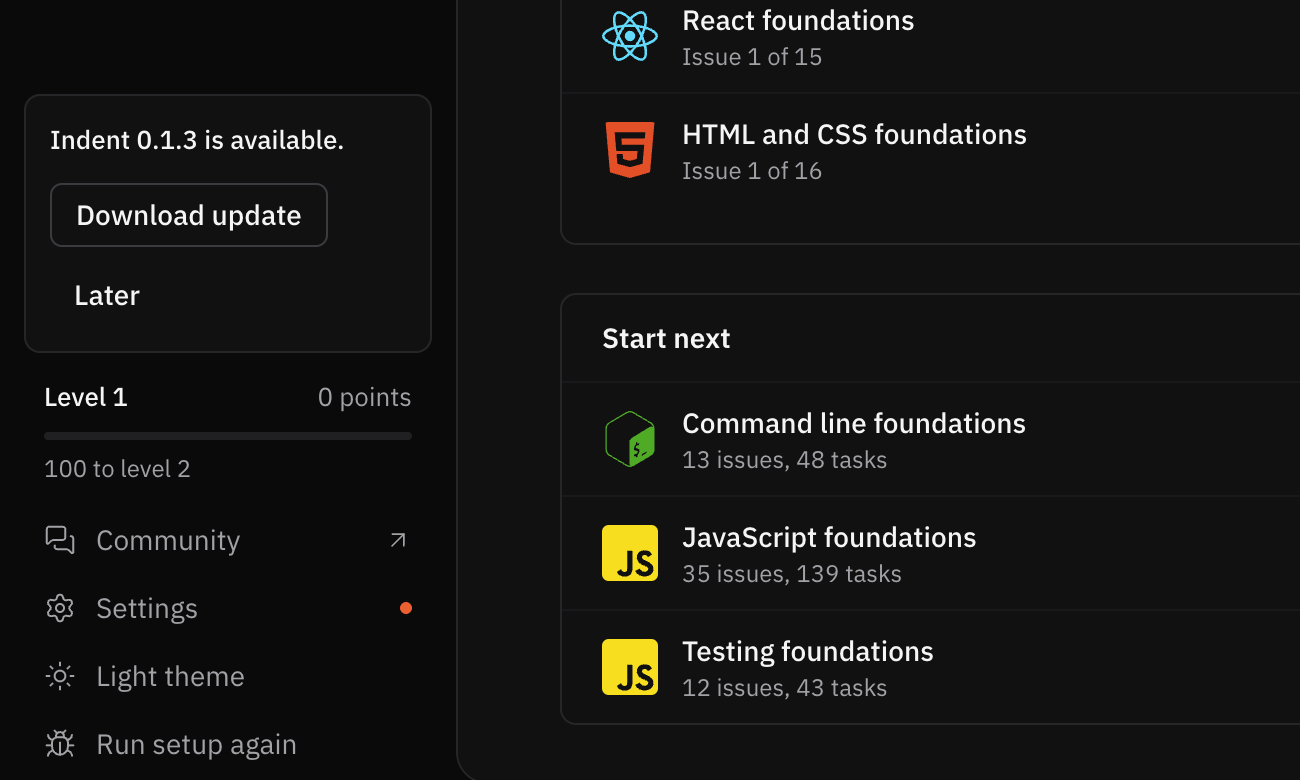 Indent 0.1.3 is available.
Download update
Later
Level 1
0 points
100 to level 2
Community
Settings
Light theme
Run setup again
React foundations
Issue 1 of 15
HTML and CSS foundations
Issue 1 of 16
Start next
$_
Command line foundations
13 issues, 48 tasks
JS
JavaScript foundations
35 issues, 139 tasks
JS
Testing foundations
12 issues, 43 tasks